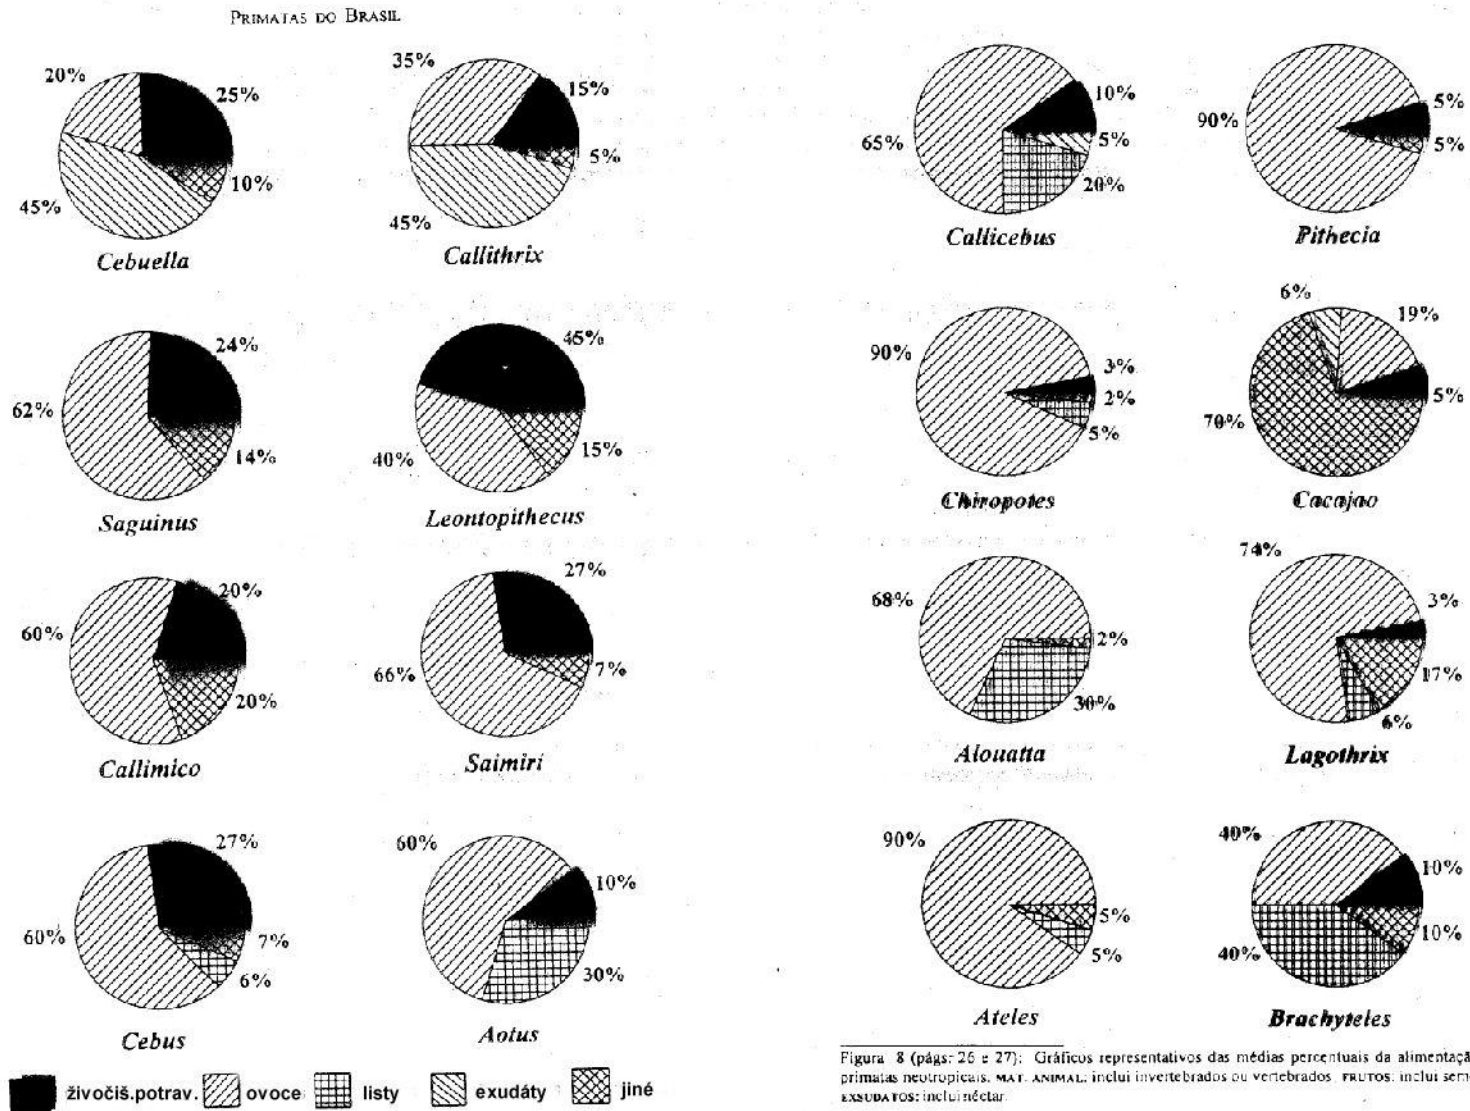 PRIMATAS DO BRASIL
20% 25% 10% 45%
Cebuella
35% 15% 5% 45%
Callithrix
10% 65% 5% 20%
Callicebus
5% 90% 5%
Pithecia
24% 62% 14%
Saguinus
45% 40% 15%
Leontopithecus
90% 3% 2% 5%
Chiropotes
6% 19% 5% 70%
Cacajao
20% 60% 20%
Callimico
27% 66% 7%
Saimiri
68% 2% 30%
Alouatta
74% 3% 17% 6%
Lagothrix
27% 60% 7% 6%
Cebus
60% 10% 30%
Aotus
90% 5% 5%
Ateles
40% 10% 10% 40%
Brachyteles
živočiš.potrav. ovoce listy exudáty jiné
Figura 8 (págs: 26 e 27): Gráficos representativos das médias percentuais da alimentaçã
primatas neotropicais. MAT. ANIMAL: inclui invertebrados ou vertebrados. FRUTOS: inclui sem
EXSUDATOS: inclui néctar.